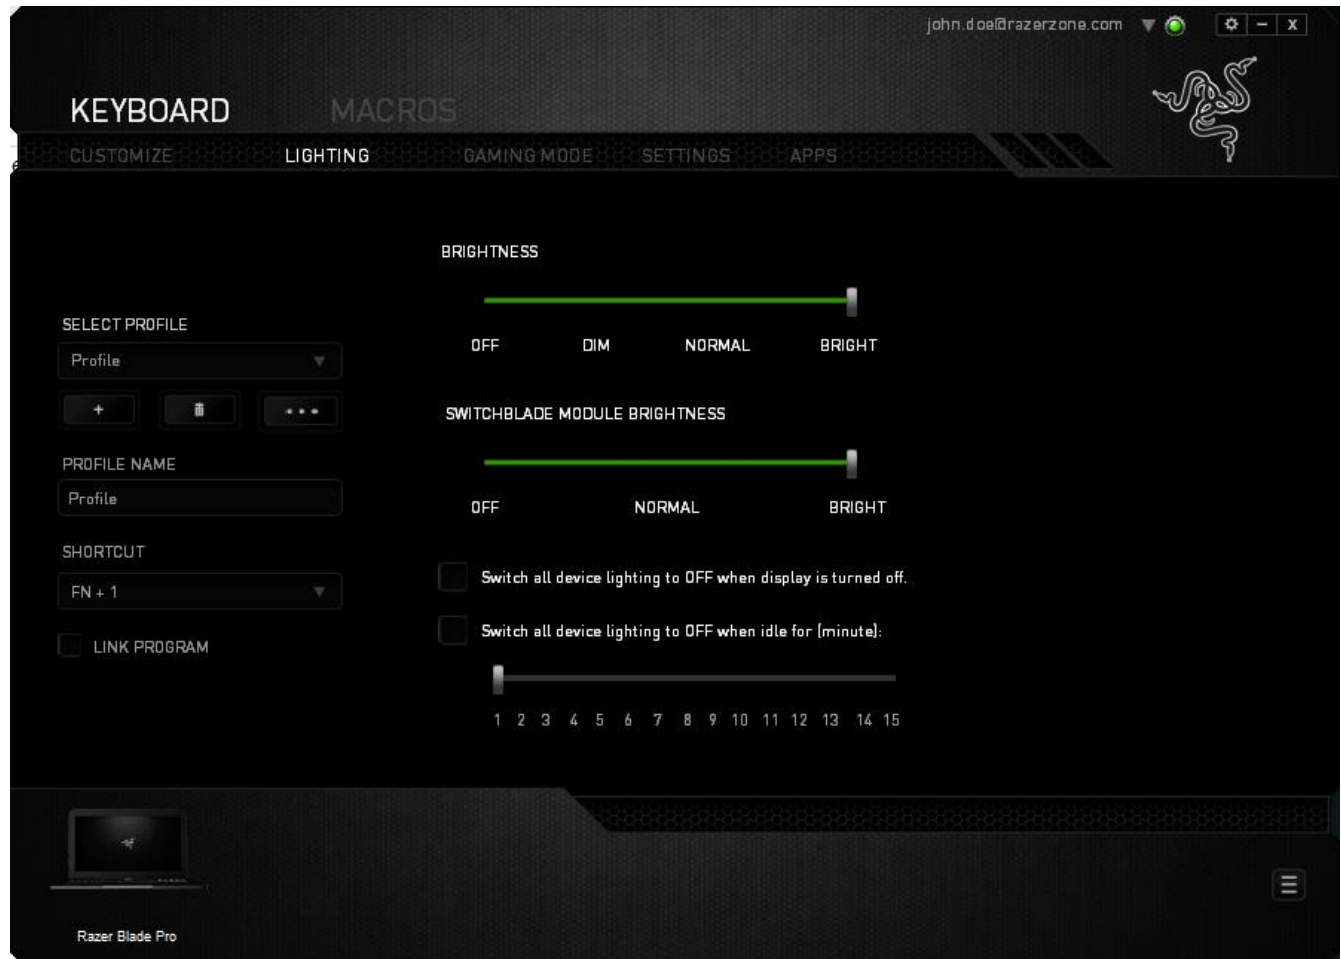 john.doe@razerzone.com
KEYBOARD MACROS
CUSTOMIZE LIGHTING GAMING MODE SETTINGS APPS
BRIGHTNESS
OFF DIM NORMAL BRIGHT
SELECT PROFILE
Profile
SWITCHBLADE MODULE BRIGHTNESS
OFF NORMAL BRIGHT
PROFILE NAME
Profile
SHORTCUT
FN + 1
LINK PROGRAM
Switch all device lighting to OFF when display is turned off.
Switch all device lighting to OFF when idle for (minute):
1 2 3 4 5 6 7 8 9 10 11 12 13 14 15
Razer Blade Pro